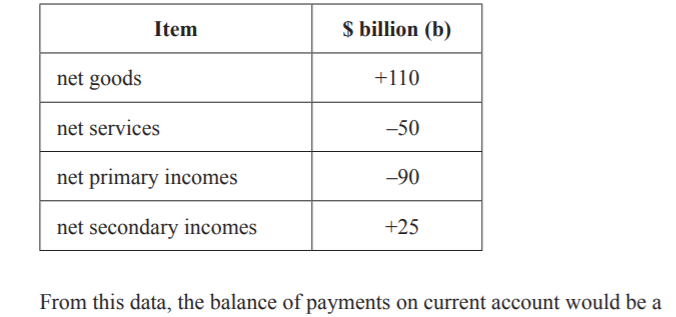 Item $ billion (b)
net goods +110
net services –50
net primary incomes –90
net secondary incomes +25
From this data, the balance of payments on current account would be a